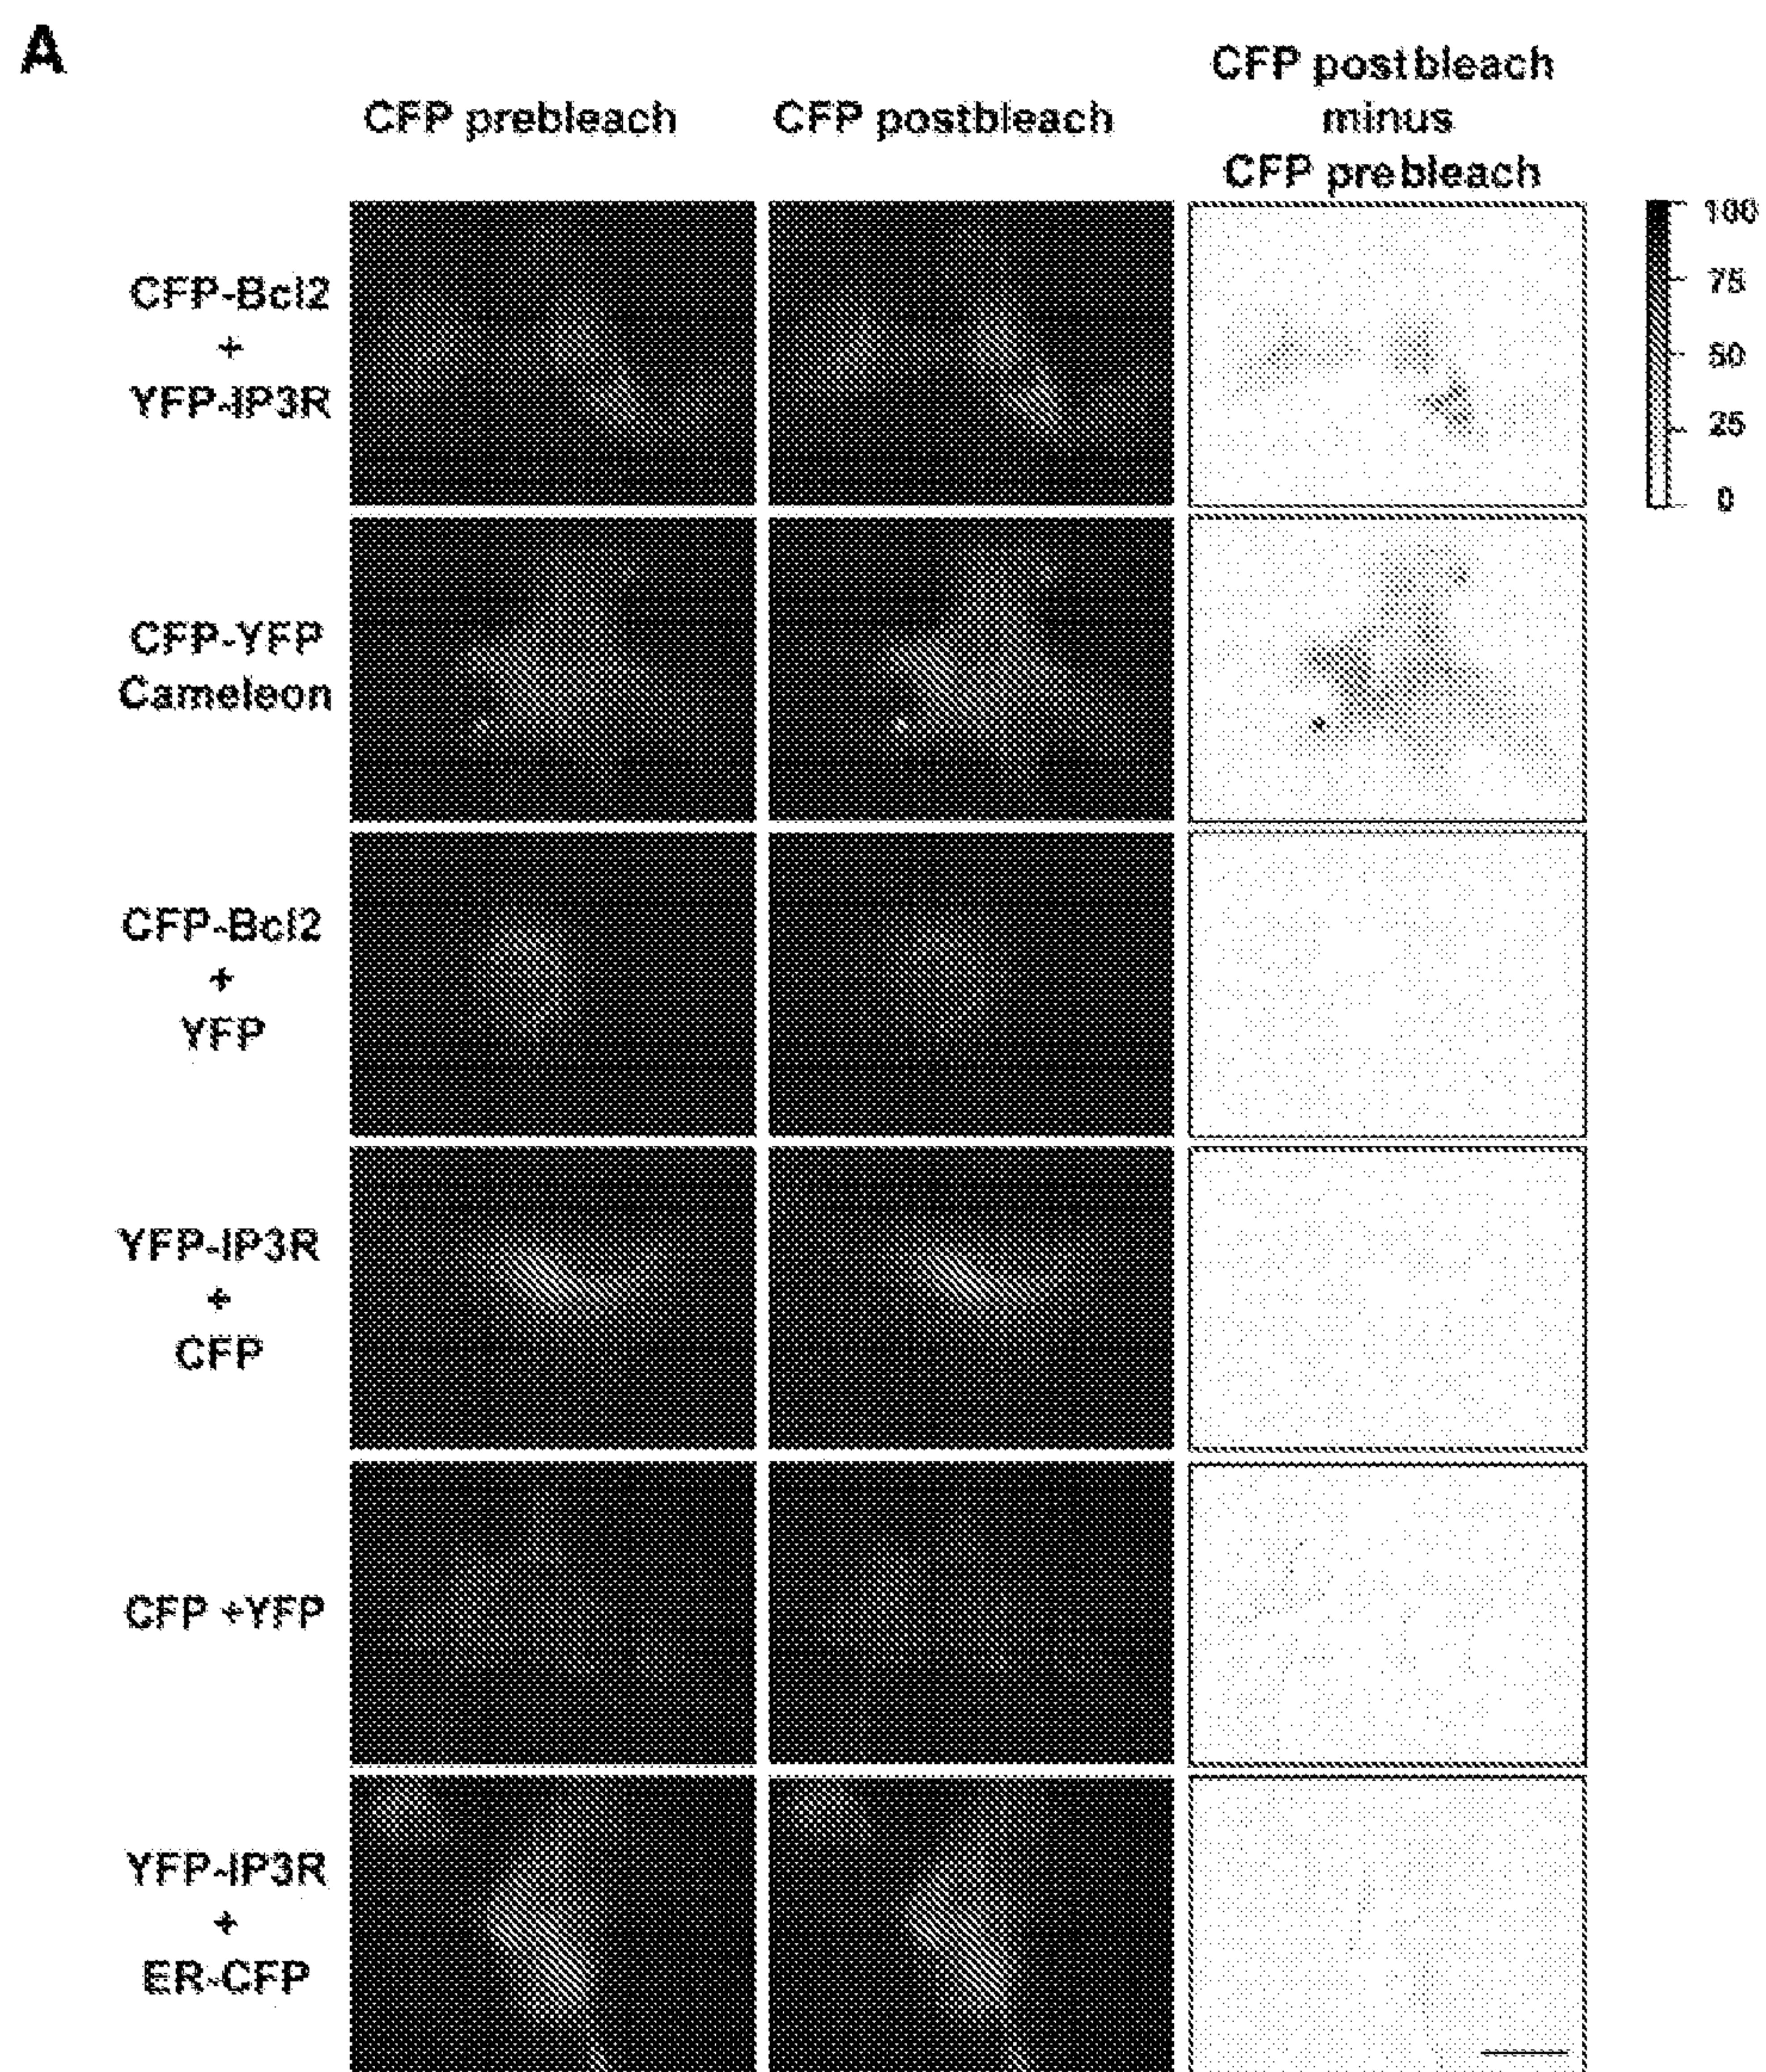 A
CFP prebleach
CFP postbleach
CFP postbleach
minus
CFP prebleach
100
75
50
25
0
CFP-Bcl2
+
YFP-IP3R
CFP-YFP
Cameleon
CFP-Bcl2
+
YFP
YFP-IP3R
+
CFP
CFP +YFP
YFP-IP3R
+
ER-CFP